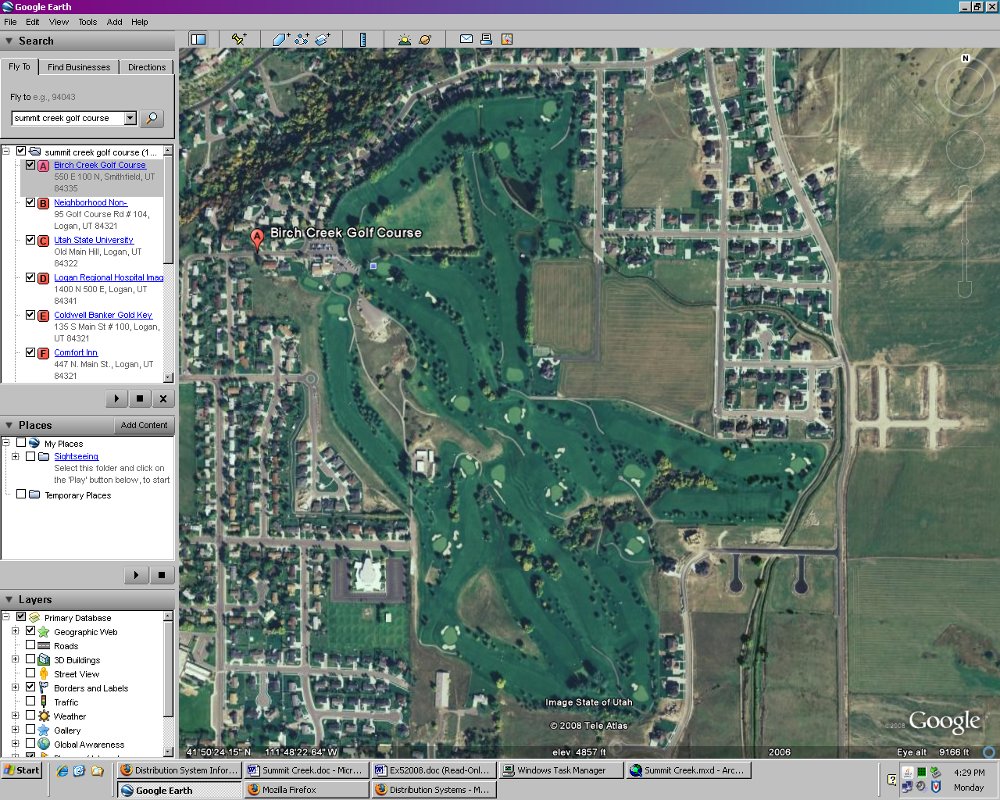 Google Earth
File Edit View Tools Add Help
Search
Fly To Find Businesses Directions
Fly to e.g., 94043
summit creek golf course
summit creek golf course (1...
A Birch Creek Golf Course
550 E 100 N, Smithfield, UT
84335
B Neighborhood Non-
95 Golf Course Rd # 104,
Logan, UT 84321
C Utah State University
Old Main Hill, Logan, UT
84322
D Logan Regional Hospital Imag
1400 N 500 E, Logan, UT
84341
E Coldwell Banker Gold Key
135 S Main St # 100, Logan,
UT 84321
F Comfort Inn
447 N. Main St., Logan, UT
84321
Places Add Content
My Places
Sightseeing
Select this folder and click on
the 'Play' button below, to start
Temporary Places
Layers
Primary Database
Geographic Web
Roads
3D Buildings
Street View
Borders and Labels
Traffic
Weather
Gallery
Global Awareness
N
A Birch Creek Golf Course
Image State of Utah
© 2008 Tele Atlas
©2008 Google
41°50'24.15" N 111°48'22.64" W elev 4857 ft 2006 Eye alt 9166 ft
Start Distribution System Infor... Summit Creek.doc - Micr... Ex52008.doc (Read-Onl... Windows Task Manager Summit Creek.mxd - Arc... 4:29 PM
Google Earth Mozilla Firefox Distribution Systems - M... Monday